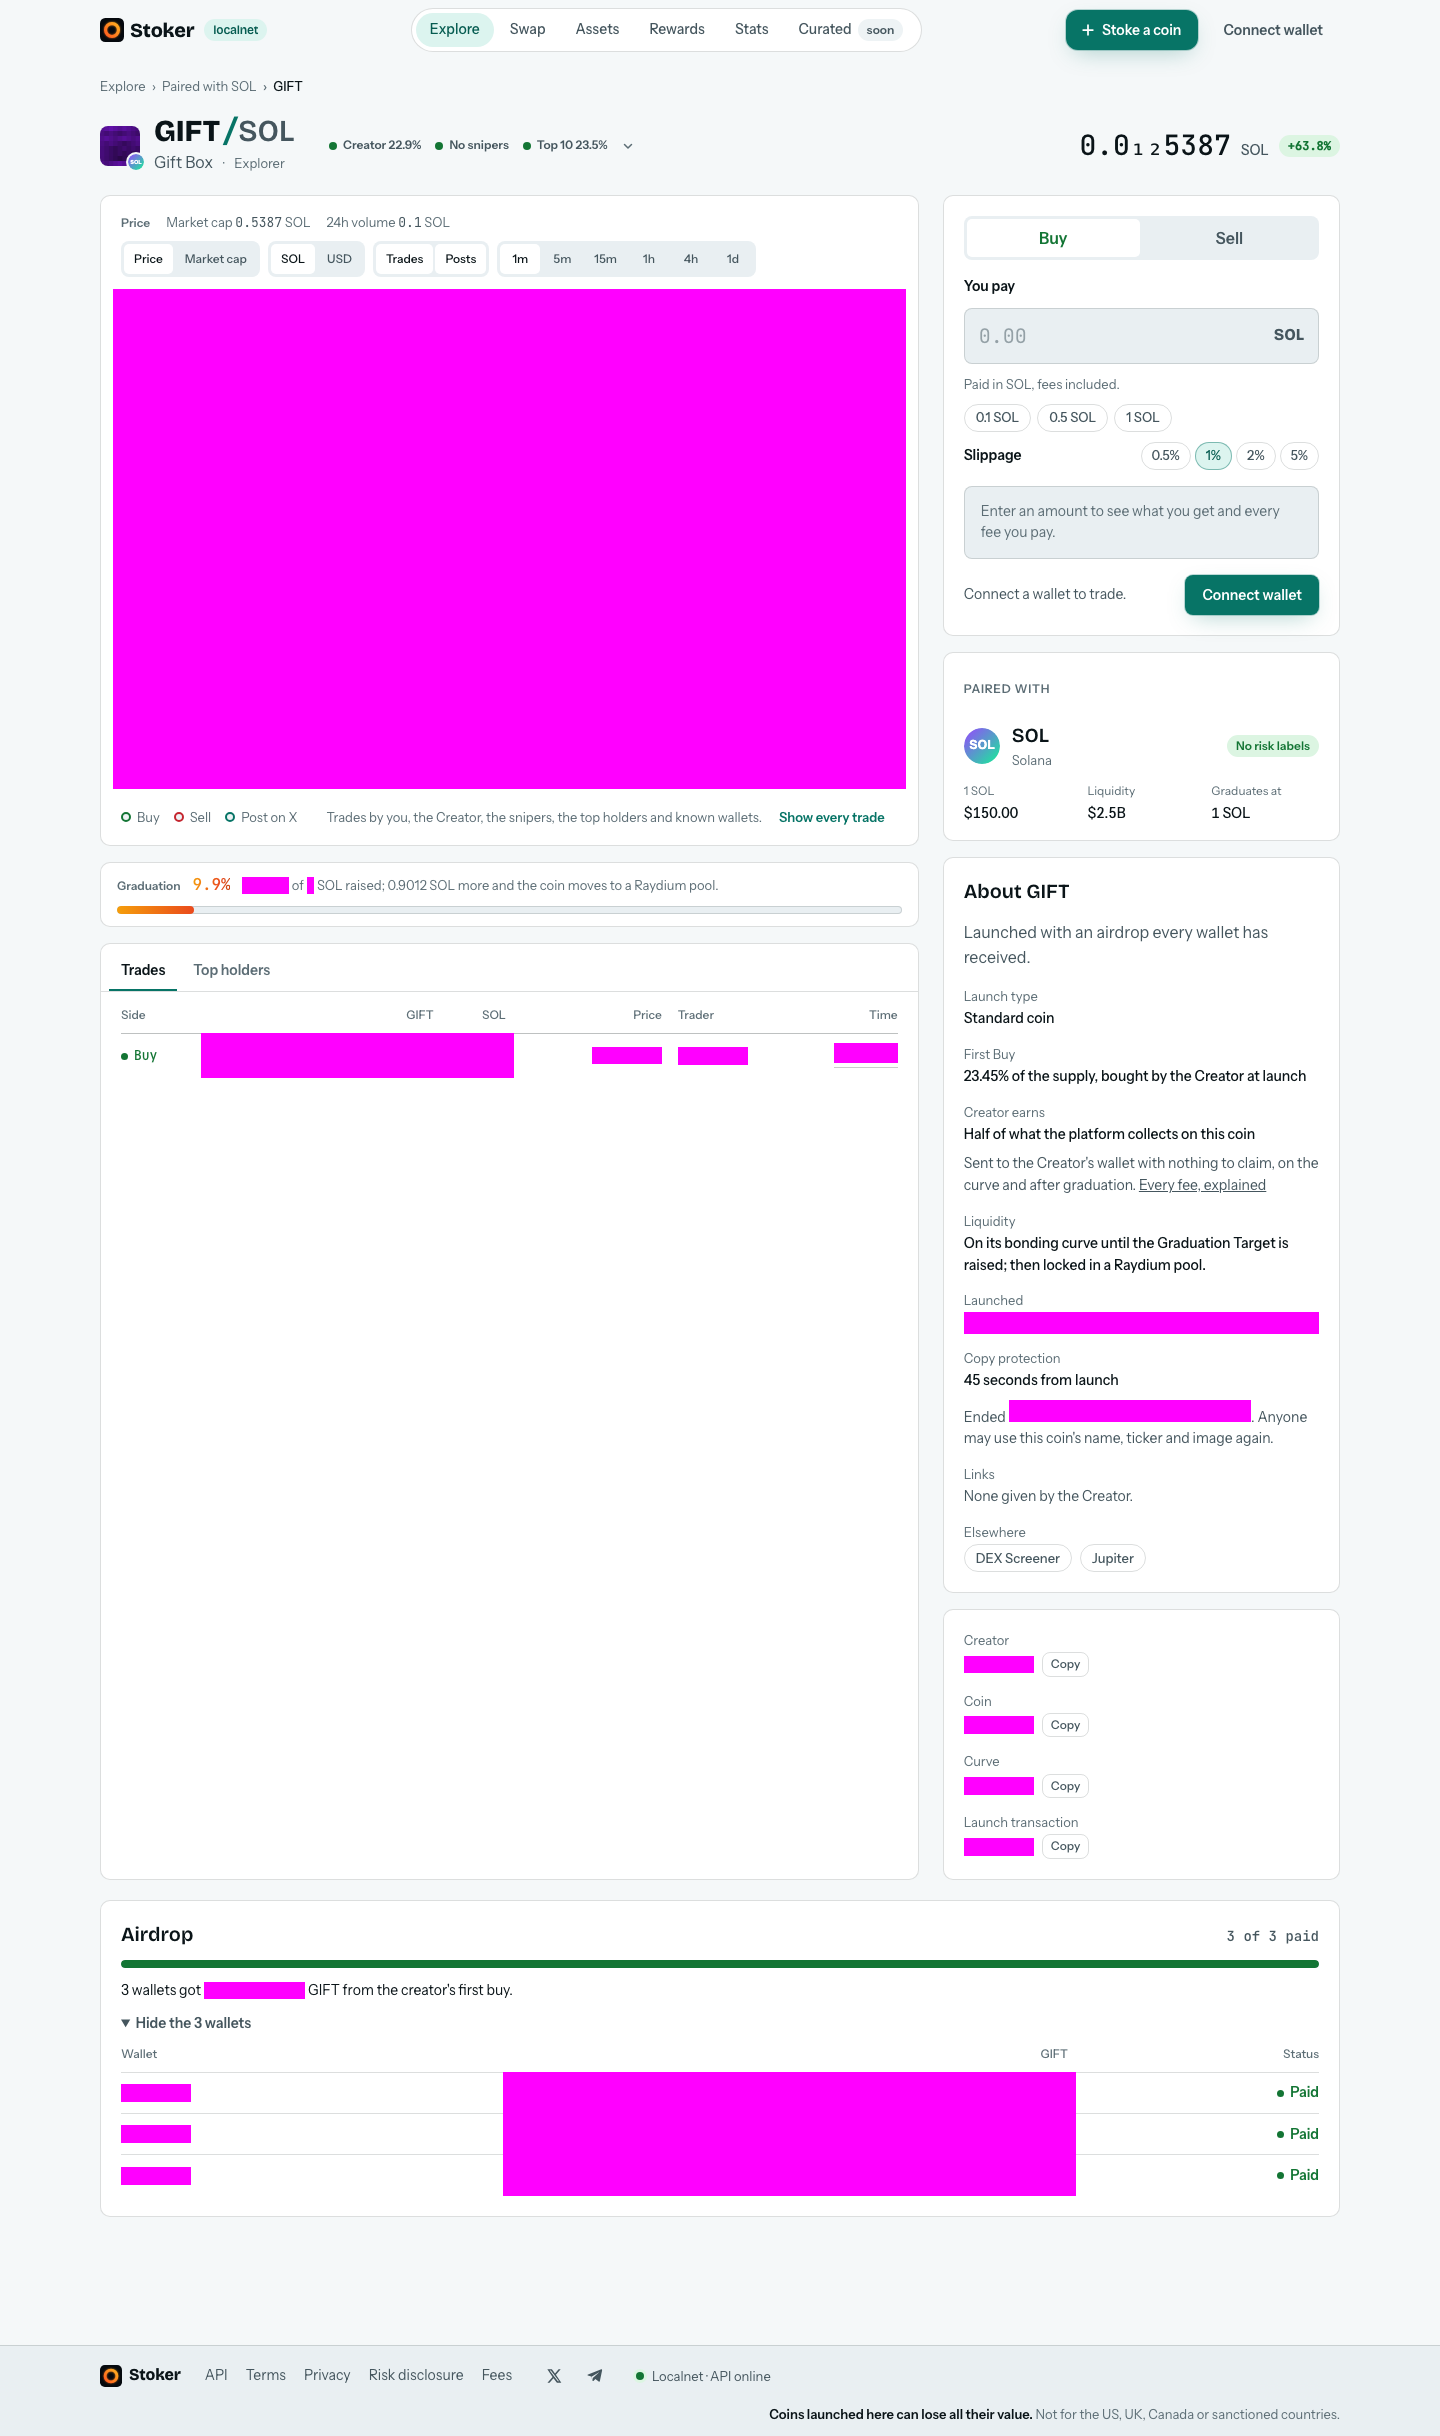 Stoker localnet Explore Swap Assets Rewards Stats Curated soon + Stoke a coin Connect wallet
Explore › Paired with SOL › GIFT
GIFT/SOL
SOL Gift Box · Explorer
Creator 22.9% No snipers Top 10 23.5%
0.0₁₂5387 SOL +63.8%
Price Market cap 0.5387 SOL 24h volume 0.1 SOL
Price Market cap SOL USD Trades Posts 1m 5m 15m 1h 4h 1d
Buy Sell Post on X Trades by you, the Creator, the snipers, the top holders and known wallets. Show every trade
Graduation 9.9% of SOL raised; 0.9012 SOL more and the coin moves to a Raydium pool.
Trades Top holders
Side GIFT SOL Price Trader Time
Buy
Buy Sell
You pay
0.00 SOL
Paid in SOL, fees included.
0.1 SOL 0.5 SOL 1 SOL
Slippage 0.5% 1% 2% 5%
Enter an amount to see what you get and every
fee you pay.
Connect a wallet to trade. Connect wallet
PAIRED WITH
SOL SOL
Solana
No risk labels
1 SOL Liquidity Graduates at
$150.00 $2.5B 1 SOL
About GIFT
Launched with an airdrop every wallet has
received.
Launch type
Standard coin
First Buy
23.45% of the supply, bought by the Creator at launch
Creator earns
Half of what the platform collects on this coin
Sent to the Creator's wallet with nothing to claim, on the
curve and after graduation. Every fee, explained
Liquidity
On its bonding curve until the Graduation Target is
raised; then locked in a Raydium pool.
Launched
Copy protection
45 seconds from launch
Ended . Anyone
may use this coin's name, ticker and image again.
Links
None given by the Creator.
Elsewhere
DEX Screener Jupiter
Creator
Copy
Coin
Copy
Curve
Copy
Launch transaction
Copy
Airdrop 3 of 3 paid
3 wallets got GIFT from the creator's first buy.
▼ Hide the 3 wallets
Wallet GIFT Status
Paid
Paid
Paid
Stoker API Terms Privacy Risk disclosure Fees Localnet · API online
Coins launched here can lose all their value. Not for the US, UK, Canada or sanctioned countries.